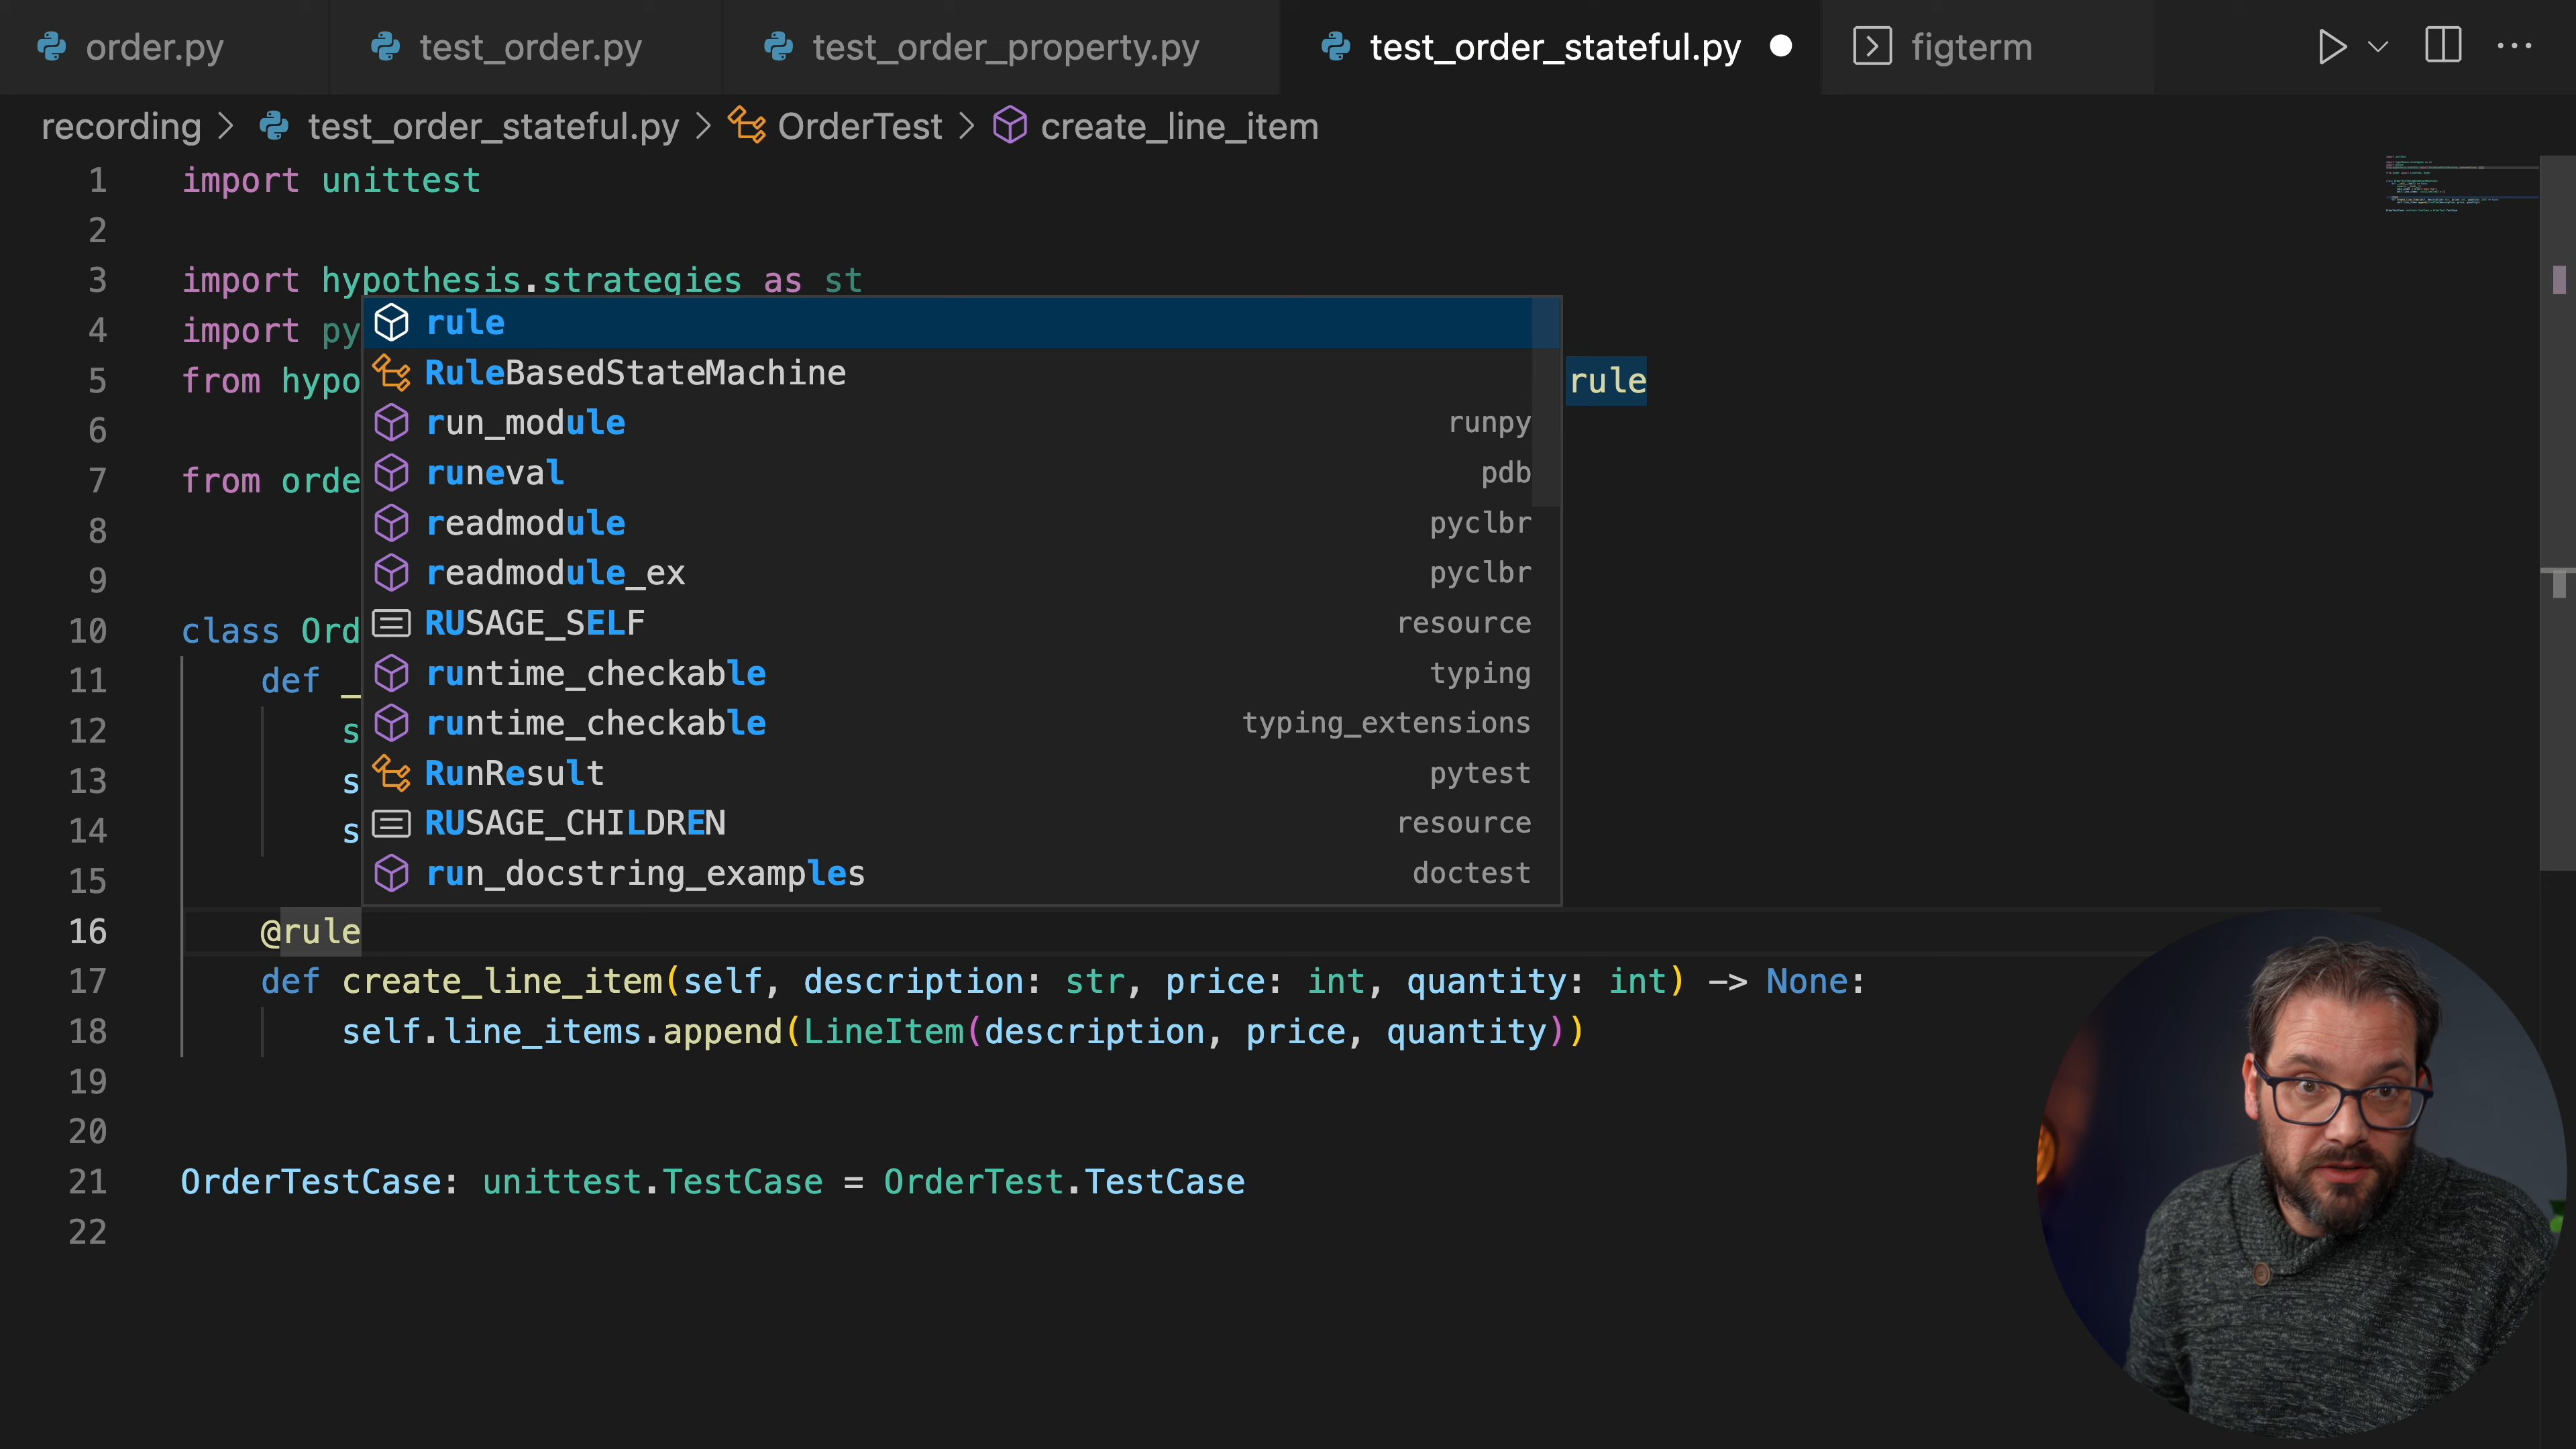 order.py
test_order.py
test_order_property.py
test_order_stateful.py
figterm
recording > test_order_stateful.py > OrderTest > create_line_item
1 import unittest
2
3 import hypothesis.strategies as st
4 import py
5 from hypo
rule
6
7 from orde
8
9
10 class Ord
11 def _
12 s
13 s
14 s
15
rule
RuleBasedStateMachine
run_module runpy
runeval pdb
readmodule pyclbr
readmodule_ex pyclbr
RUSAGE_SELF resource
runtime_checkable typing
runtime_checkable typing_extensions
RunResult pytest
RUSAGE_CHILDREN resource
run_docstring_examples doctest
16 @rule
17 def create_line_item(self, description: str, price: int, quantity: int) -> None:
18 self.line_items.append(LineItem(description, price, quantity))
19
20
21 OrderTestCase: unittest.TestCase = OrderTest.TestCase
22